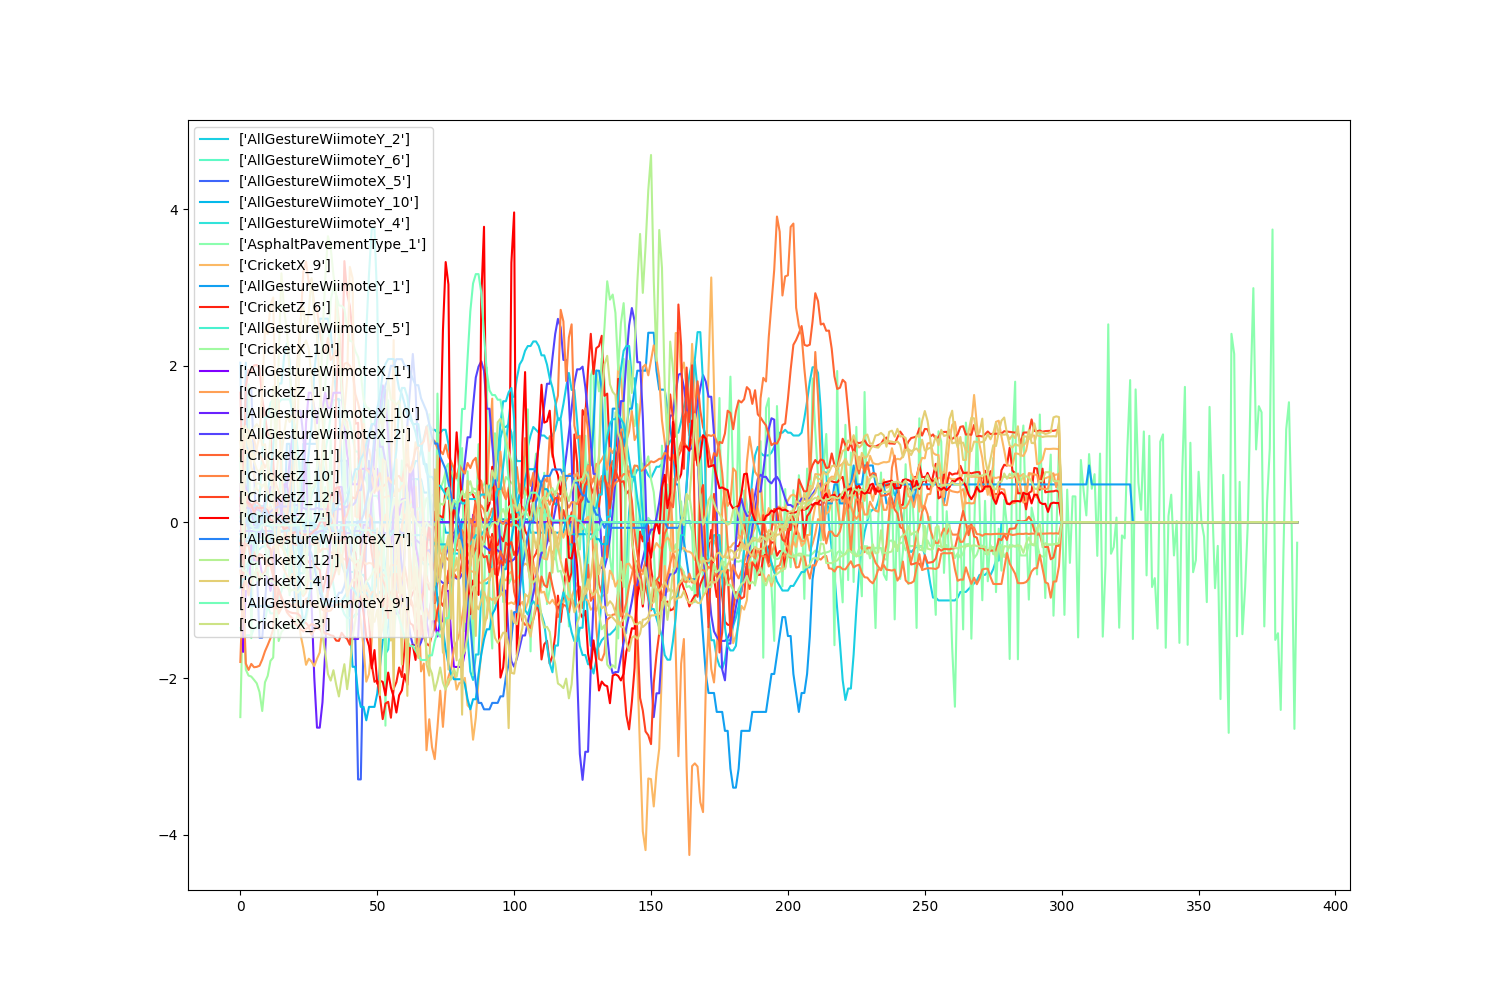 ['AllGestureWiimoteY_2']
['AllGestureWiimoteY_6']
['AllGestureWiimoteX_5']
['AllGestureWiimoteY_10']
['AllGestureWiimoteY_4']
['AsphaltPavementType_1']
['CricketX_9']
['AllGestureWiimoteY_1']
['CricketZ_6']
['AllGestureWiimoteY_5']
['CricketX_10']
['AllGestureWiimoteX_1']
['CricketZ_1']
['AllGestureWiimoteX_10']
['AllGestureWiimoteX_2']
['CricketZ_11']
['CricketZ_10']
['CricketZ_12']
['CricketZ_7']
['AllGestureWiimoteX_7']
['CricketX_12']
['CricketX_4']
['AllGestureWiimoteY_9']
['CricketX_3']
4
2
0
−2
−4
0 50 100 150 200 250 300 350 400